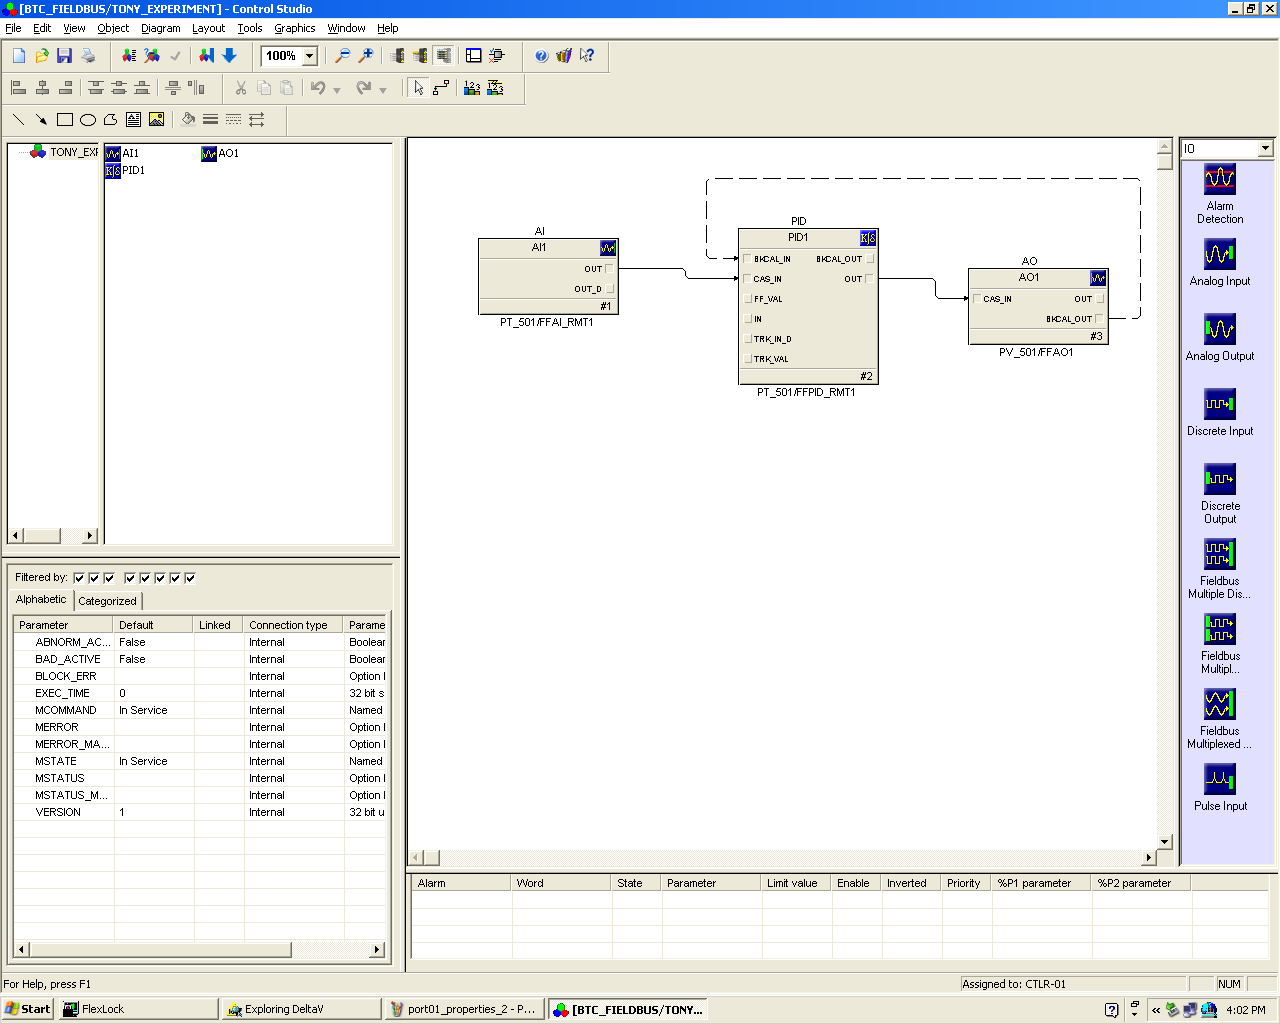 [BTC_FIELDBUS/TONY_EXPERIMENT] - Control Studio
File Edit View Object Diagram Layout Tools Graphics Window Help
100%
TONY_EXP
AI1
AO1
PID1
AI
AI1
OUT
OUT_D
#1
PT_501/FFAI_RMT1
PID
PID1
BKCAL_IN BKCAL_OUT
CAS_IN OUT
FF_VAL
IN
TRK_IN_D
TRK_VAL
#2
PT_501/FFPID_RMT1
AO
AO1
CAS_IN OUT
BKCAL_OUT
#3
PV_501/FFAO1
IO
Alarm
Detection
Analog Input
Analog Output
Discrete Input
Discrete
Output
Fieldbus
Multiple Dis...
Fieldbus
Multipl...
Fieldbus
Multiplexed ...
Pulse Input
Filtered by:
Alphabetic Categorized
Parameter Default Linked Connection type Parame
ABNORM_AC... False Internal Boolear
BAD_ACTIVE False Internal Boolear
BLOCK_ERR Internal Option
EXEC_TIME 0 Internal 32 bit s
MCOMMAND In Service Internal Named
MERROR Internal Option
MERROR_MA... Internal Option
MSTATE In Service Internal Named
MSTATUS Internal Option
MSTATUS_M... Internal Option
VERSION 1 Internal 32 bit u
Alarm Word State Parameter Limit value Enable Inverted Priority %P1 parameter %P2 parameter
For Help, press F1
Assigned to: CTLR-01
NUM
Start FlexLock Exploring DeltaV port01_properties_2 - P... [BTC_FIELDBUS/TONY... « 4:02 PM